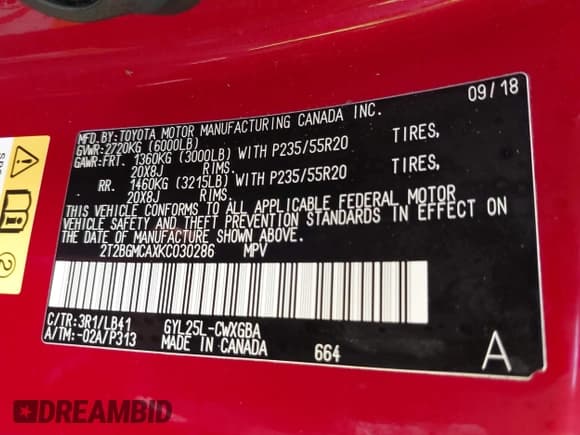 09/18
MFD.BY: TOYOTA MOTOR MANUFACTURING CANADA INC.
GVWR: 2720KG (6000LB)
GAWR: FRT. 1360KG (3000LB) WITH P235/55R20 TIRES,
20X8J RIMS.
RR. 1460KG (3215LB) WITH P235/55R20 TIRES,
20X8J RIMS.
THIS VEHICLE CONFORMS TO ALL APPLICABLE FEDERAL MOTOR
VEHICLE SAFETY AND THEFT PREVENTION STANDARDS IN EFFECT ON
THE DATE OF MANUFACTURE SHOWN ABOVE.
2T2BGMCAXKC030286 MPV
C/TR: 3R1/LB41 GYL25L-CWXGBA
A/TM: -02A/P313 MADE IN CANADA 664 A
DREAMBID